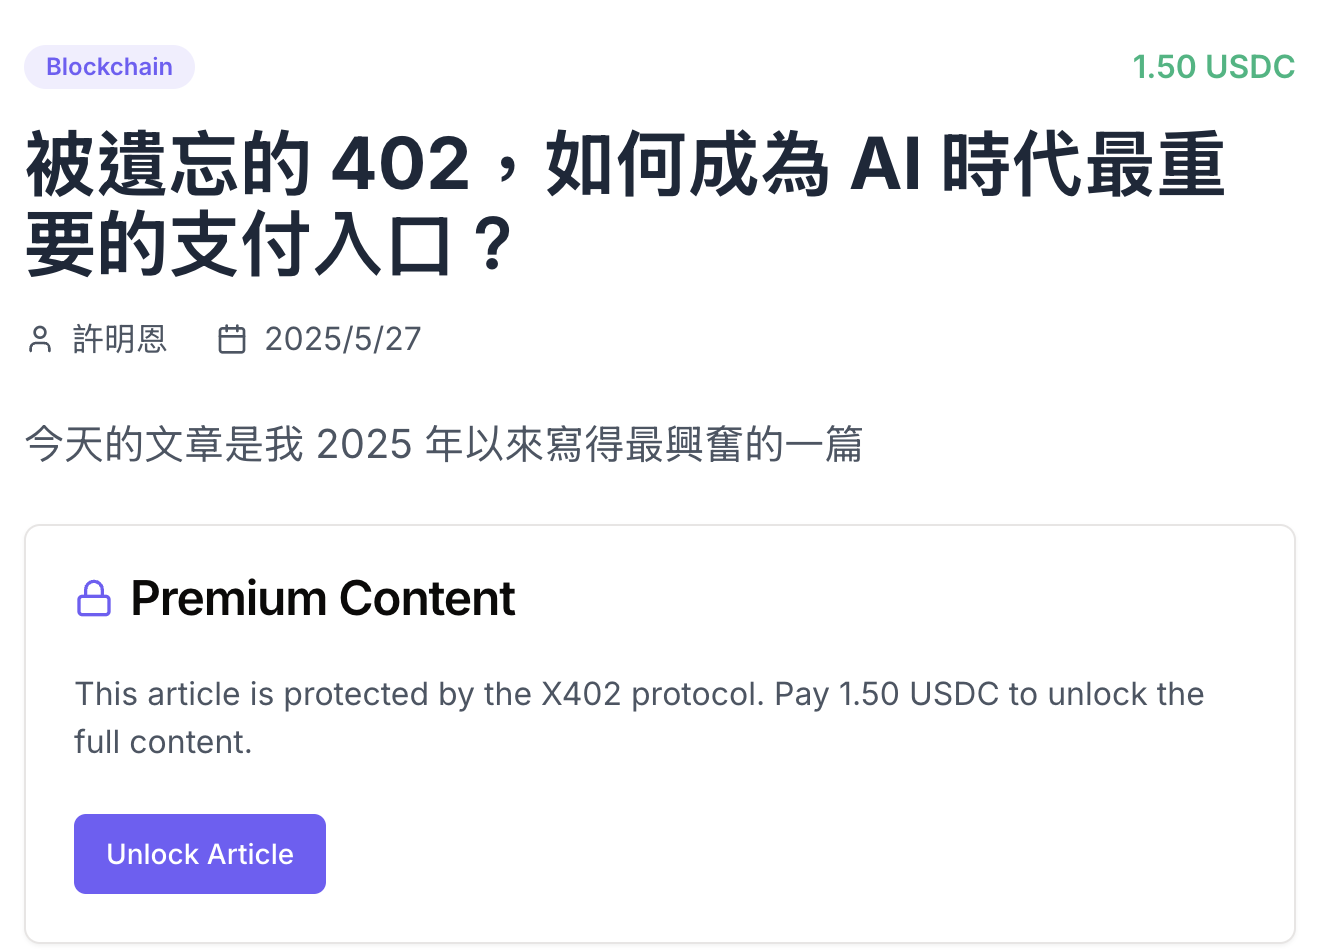 Blockchain
1.50 USDC
被遺忘的 402，如何成為 AI 時代最重
要的支付入口？
許明恩 2025/5/27
今天的文章是我 2025 年以來寫得最興奮的一篇
Premium Content
This article is protected by the X402 protocol. Pay 1.50 USDC to unlock the
full content.
Unlock Article